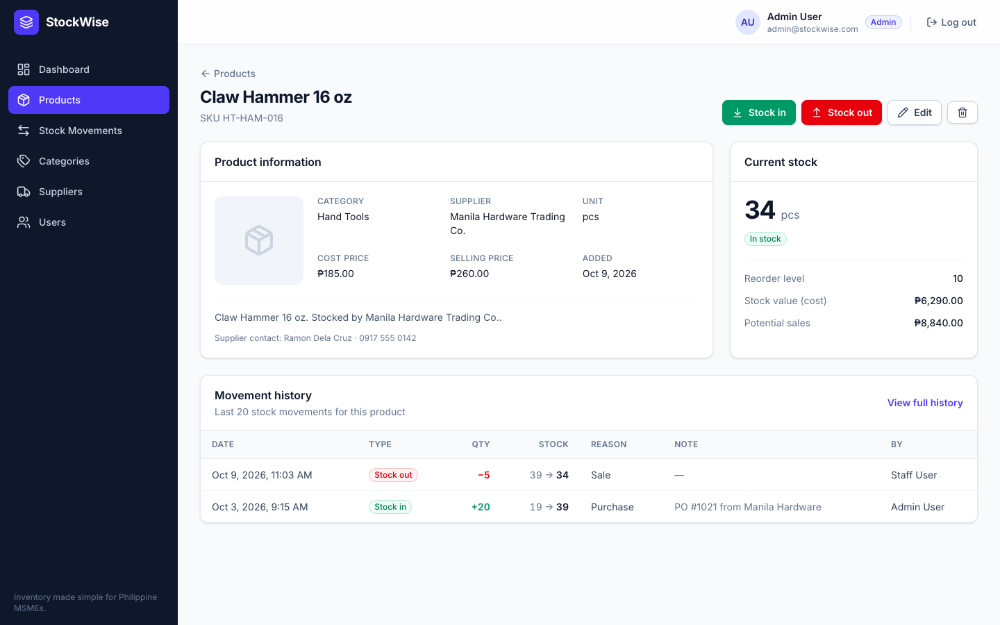 StockWise
Dashboard
Products
Stock Movements
Categories
Suppliers
Users
Inventory made simple for Philippine
MSMEs.
AU
Admin User
admin@stockwise.com
Admin
Log out
← Products
Claw Hammer 16 oz
SKU HT-HAM-016
Stock in
Stock out
Edit
Product information
CATEGORY
Hand Tools
SUPPLIER
Manila Hardware Trading
Co.
UNIT
pcs
COST PRICE
₱185.00
SELLING PRICE
₱260.00
ADDED
Oct 9, 2026
Claw Hammer 16 oz. Stocked by Manila Hardware Trading Co..
Supplier contact: Ramon Dela Cruz · 0917 555 0142
Current stock
34 pcs
In stock
Reorder level 10
Stock value (cost) ₱6,290.00
Potential sales ₱8,840.00
Movement history
Last 20 stock movements for this product
View full history
DATE TYPE QTY STOCK REASON NOTE BY
Oct 9, 2026, 11:03 AM Stock out −5 39 → 34 Sale — Staff User
Oct 3, 2026, 9:15 AM Stock in +20 19 → 39 Purchase PO #1021 from Manila Hardware Admin User